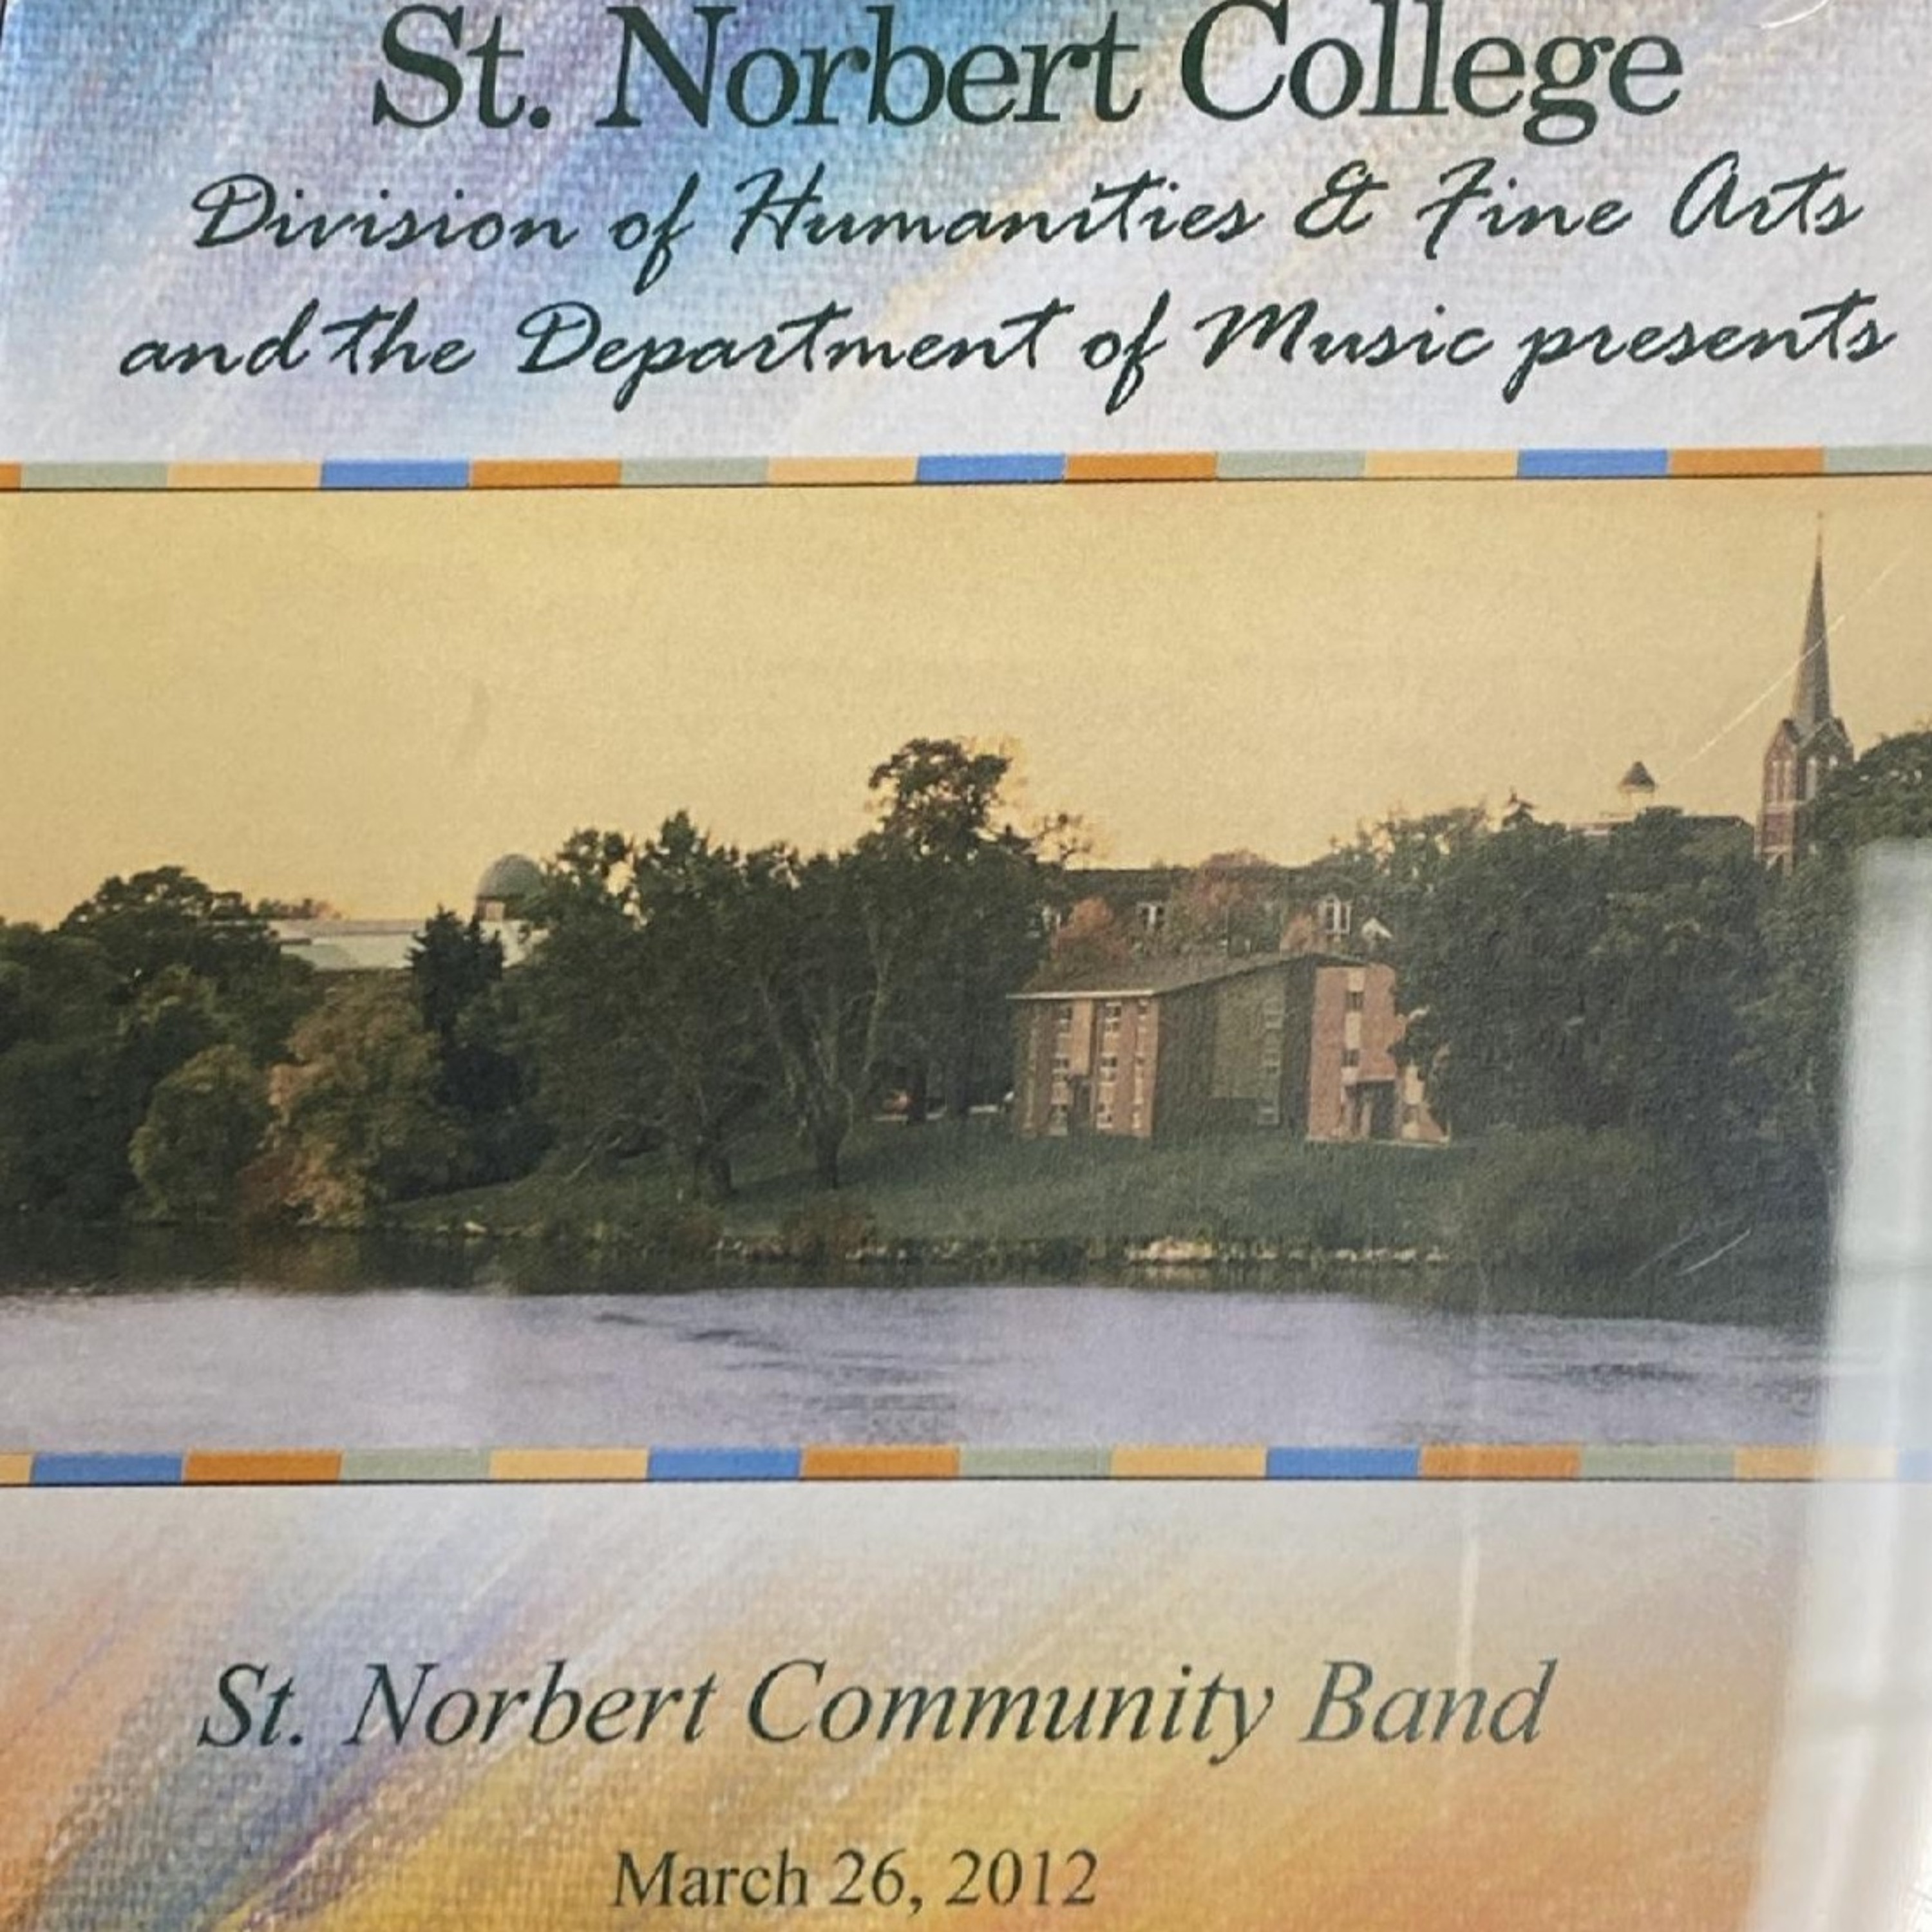 St. Norbert College
Division of Humanities & Fine Arts
and the Department of Music presents
St. Norbert Community Band
March 26, 2012